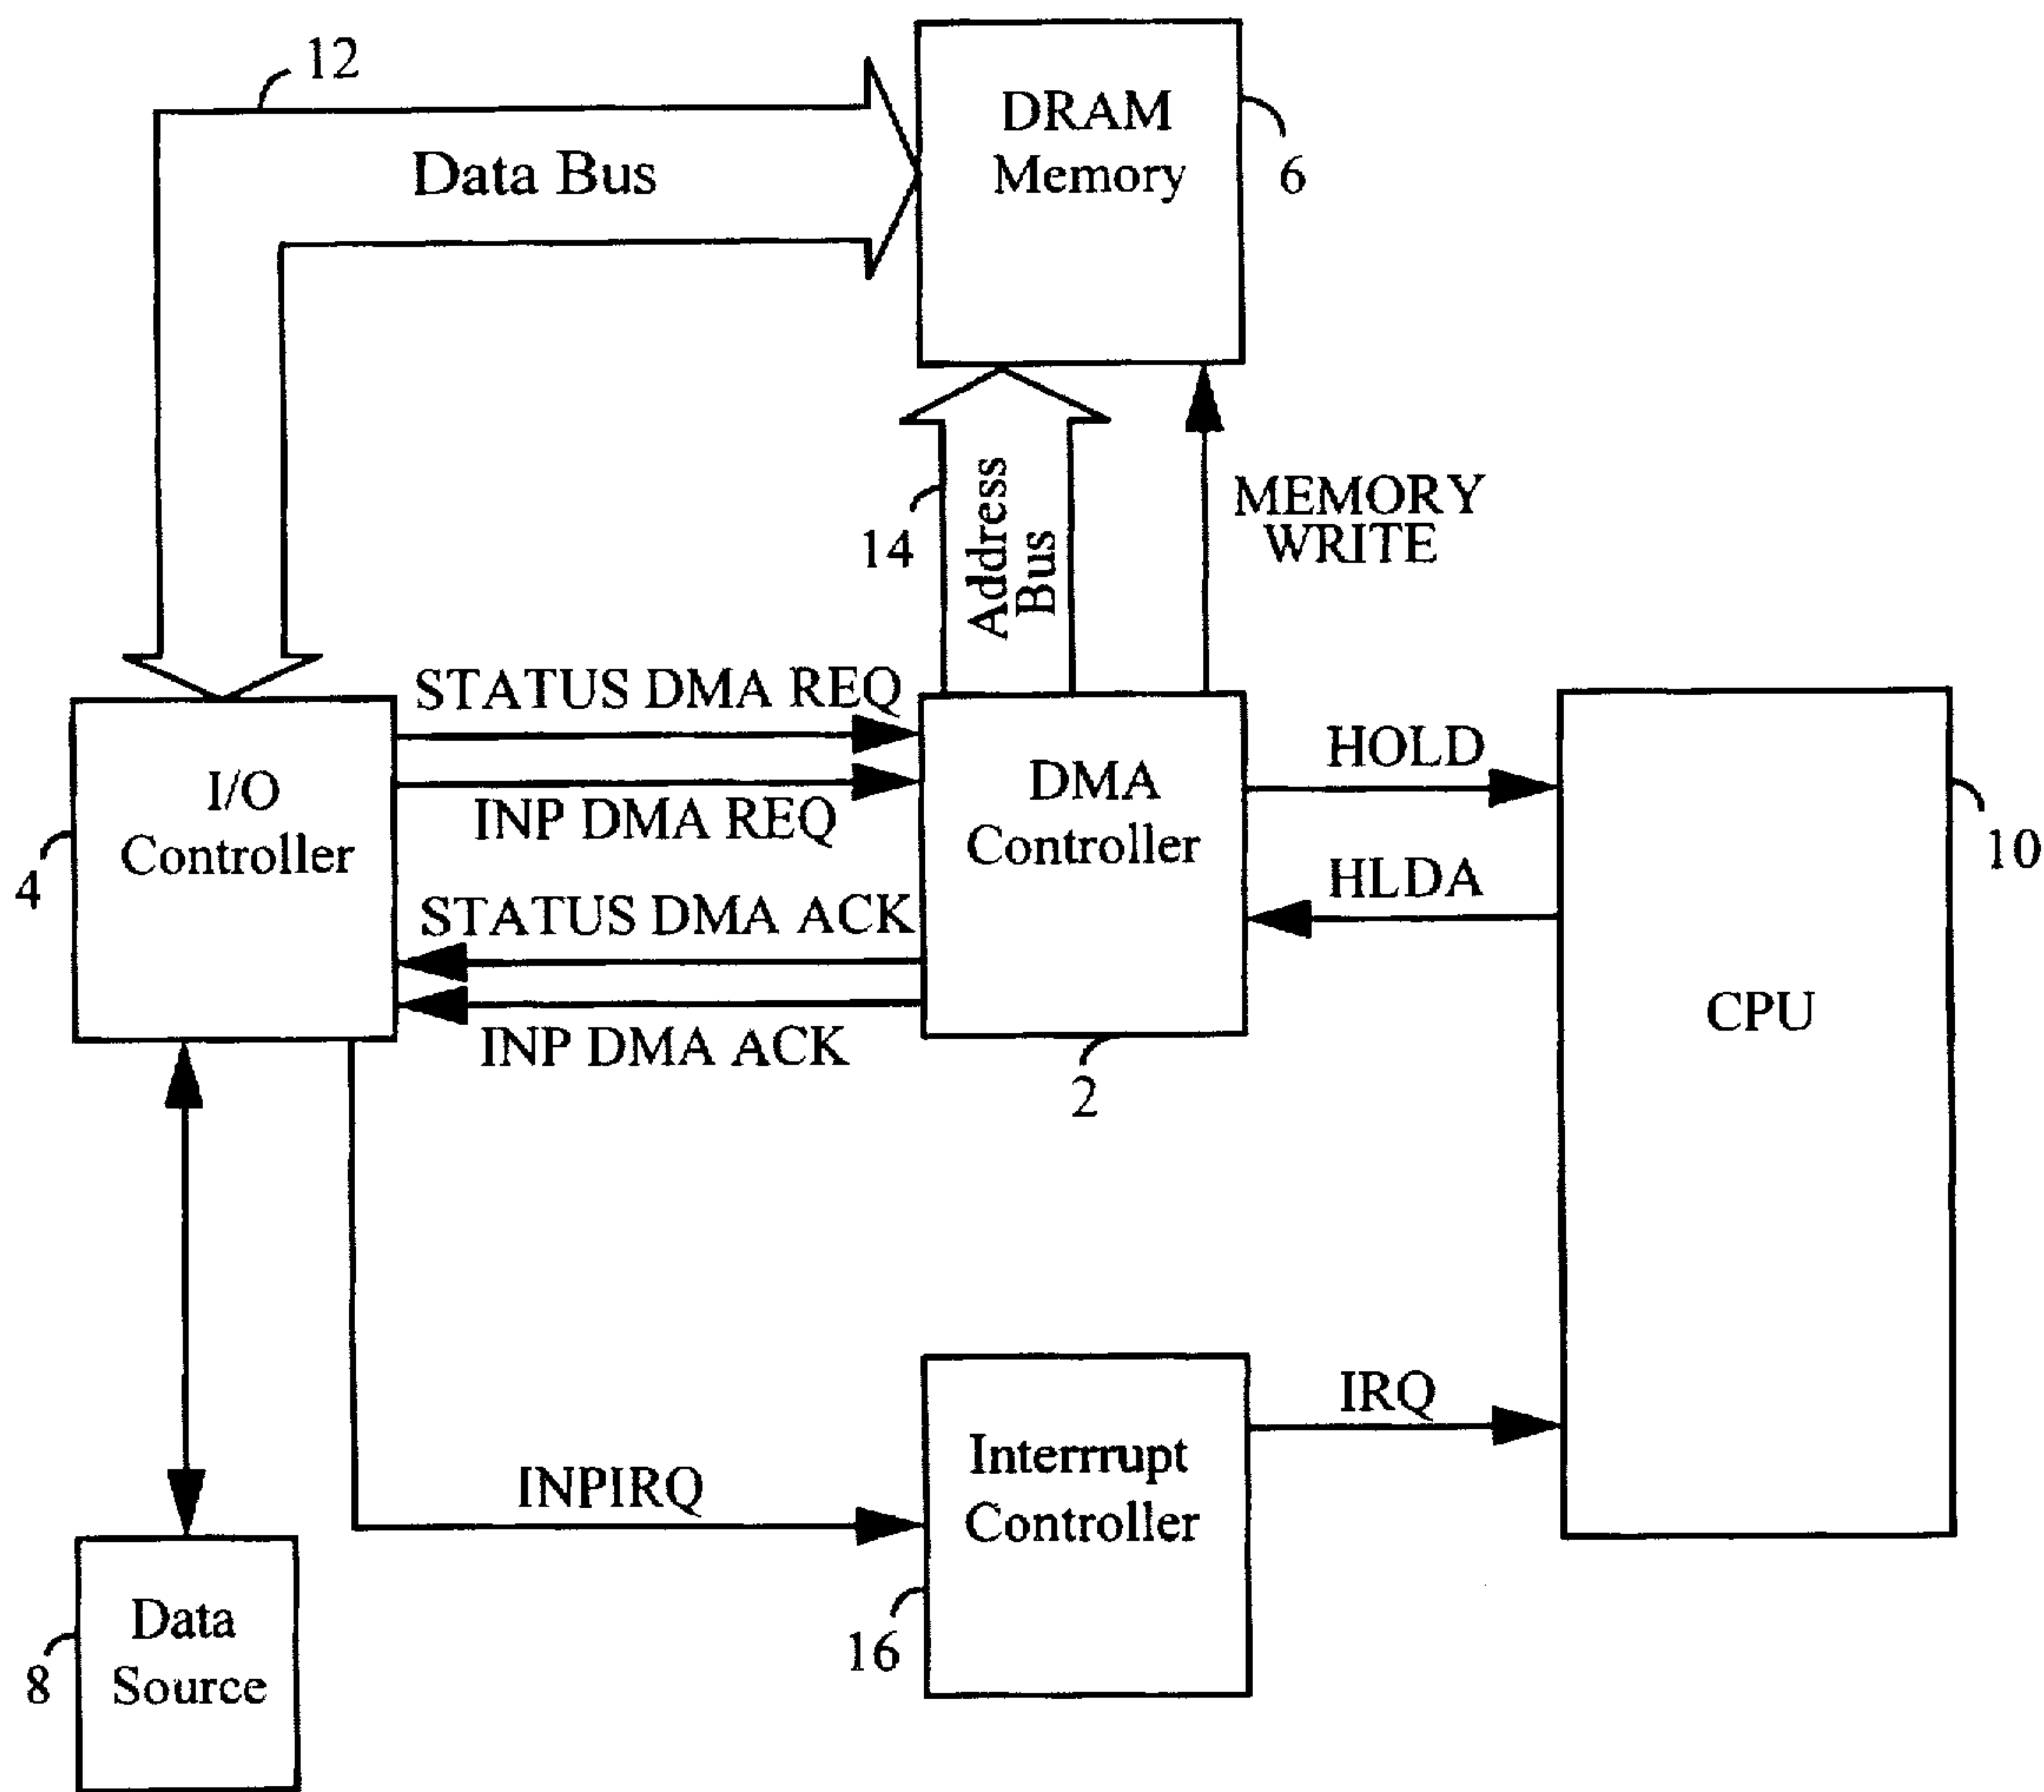 12
DRAM
Memory
6
Data Bus
14
Address
Bus
MEMORY
WRITE
STATUS DMA REQ
INP DMA REQ
STATUS DMA ACK
INP DMA ACK
I/O
Controller
4
DMA
Controller
2
HOLD
HLDA
CPU
10
INPIRQ
Interrrupt
Controller
16
IRQ
Data
Source
8